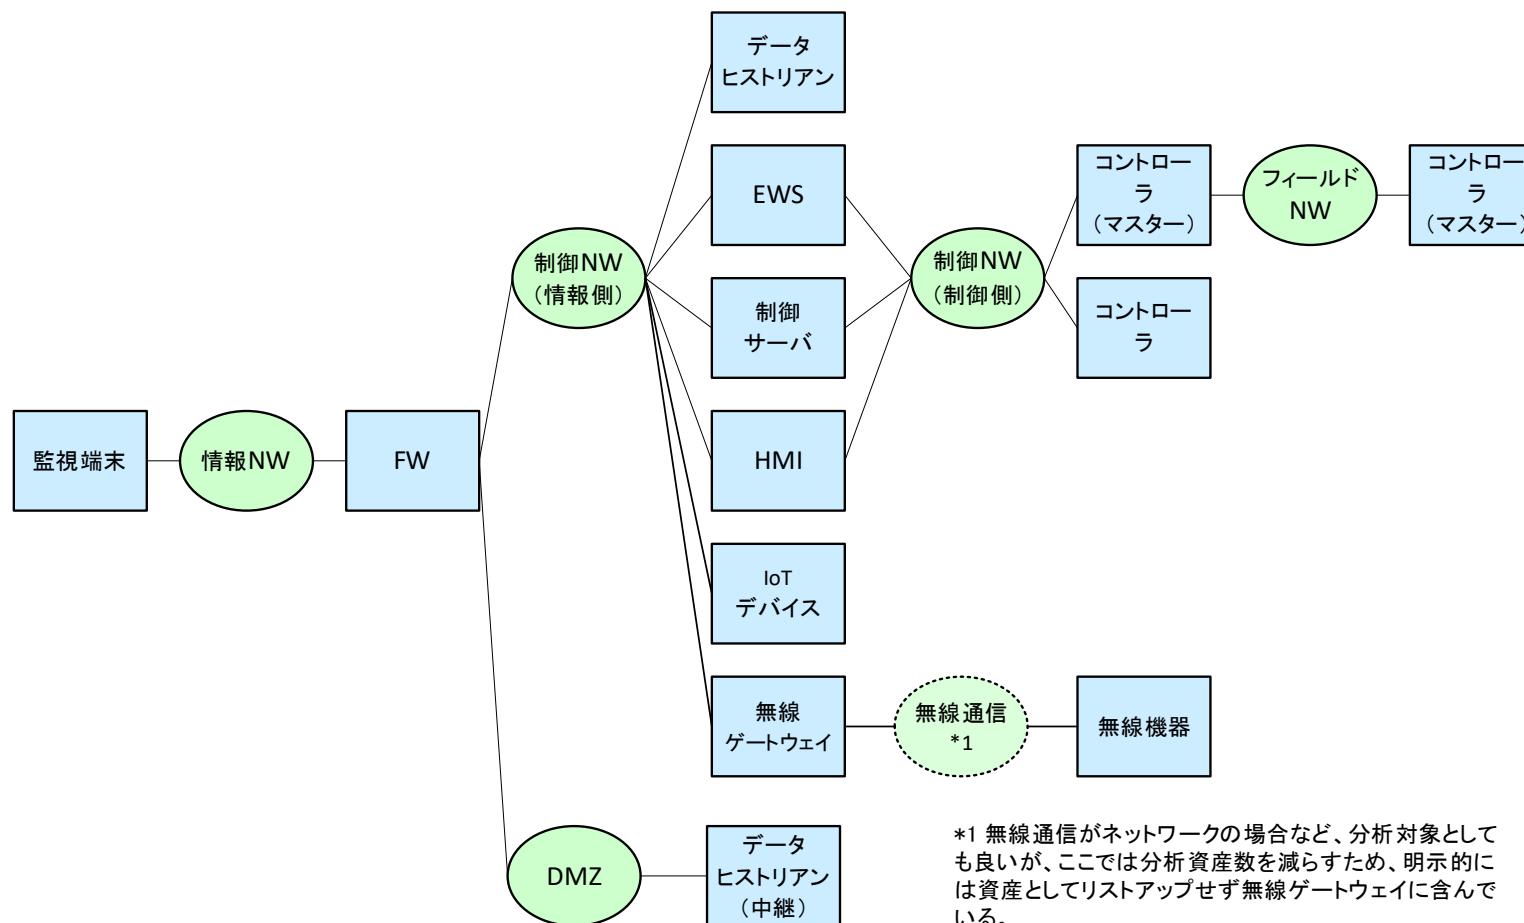 データ
ヒストリアン
EWS
制御
サーバ
HMI
IoT
デバイス
無線
ゲートウェイ
データ
ヒストリアン
（中継）
監視端末
情報NW
FW
制御NW
（情報側）
DMZ
制御NW
（制御側）
コントロー
ラ
（マスター）
コントロー
ラ
フィールド
NW
コントロー
ラ
（マスター）
無線通信
*1
無線機器
*1 無線通信がネットワークの場合など、分析対象として
も良いが、ここでは分析資産数を減らすため、明示的に
は資産としてリストアップせず無線ゲートウェイに含んで
いる。